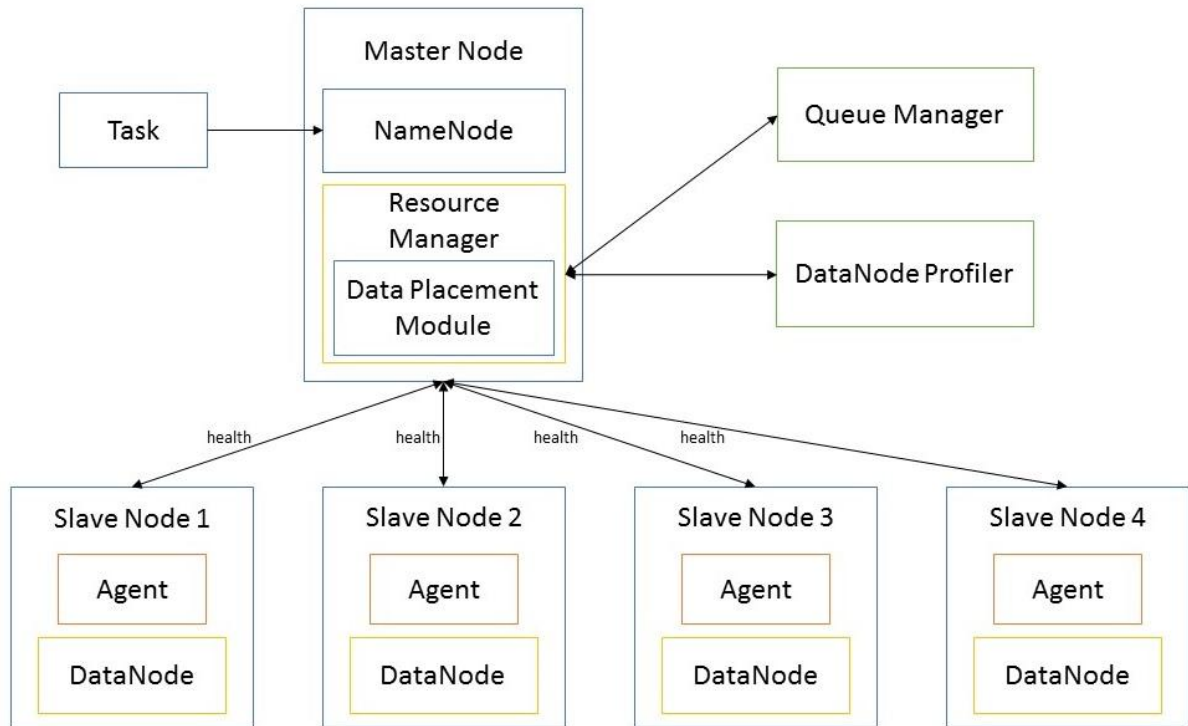 Master Node
Task
NameNode
Queue Manager
Resource
Manager
Data Placement
Module
DataNode Profiler
health
health
health
health
Slave Node 1
Agent
DataNode
Slave Node 2
Agent
DataNode
Slave Node 3
Agent
DataNode
Slave Node 4
Agent
DataNode